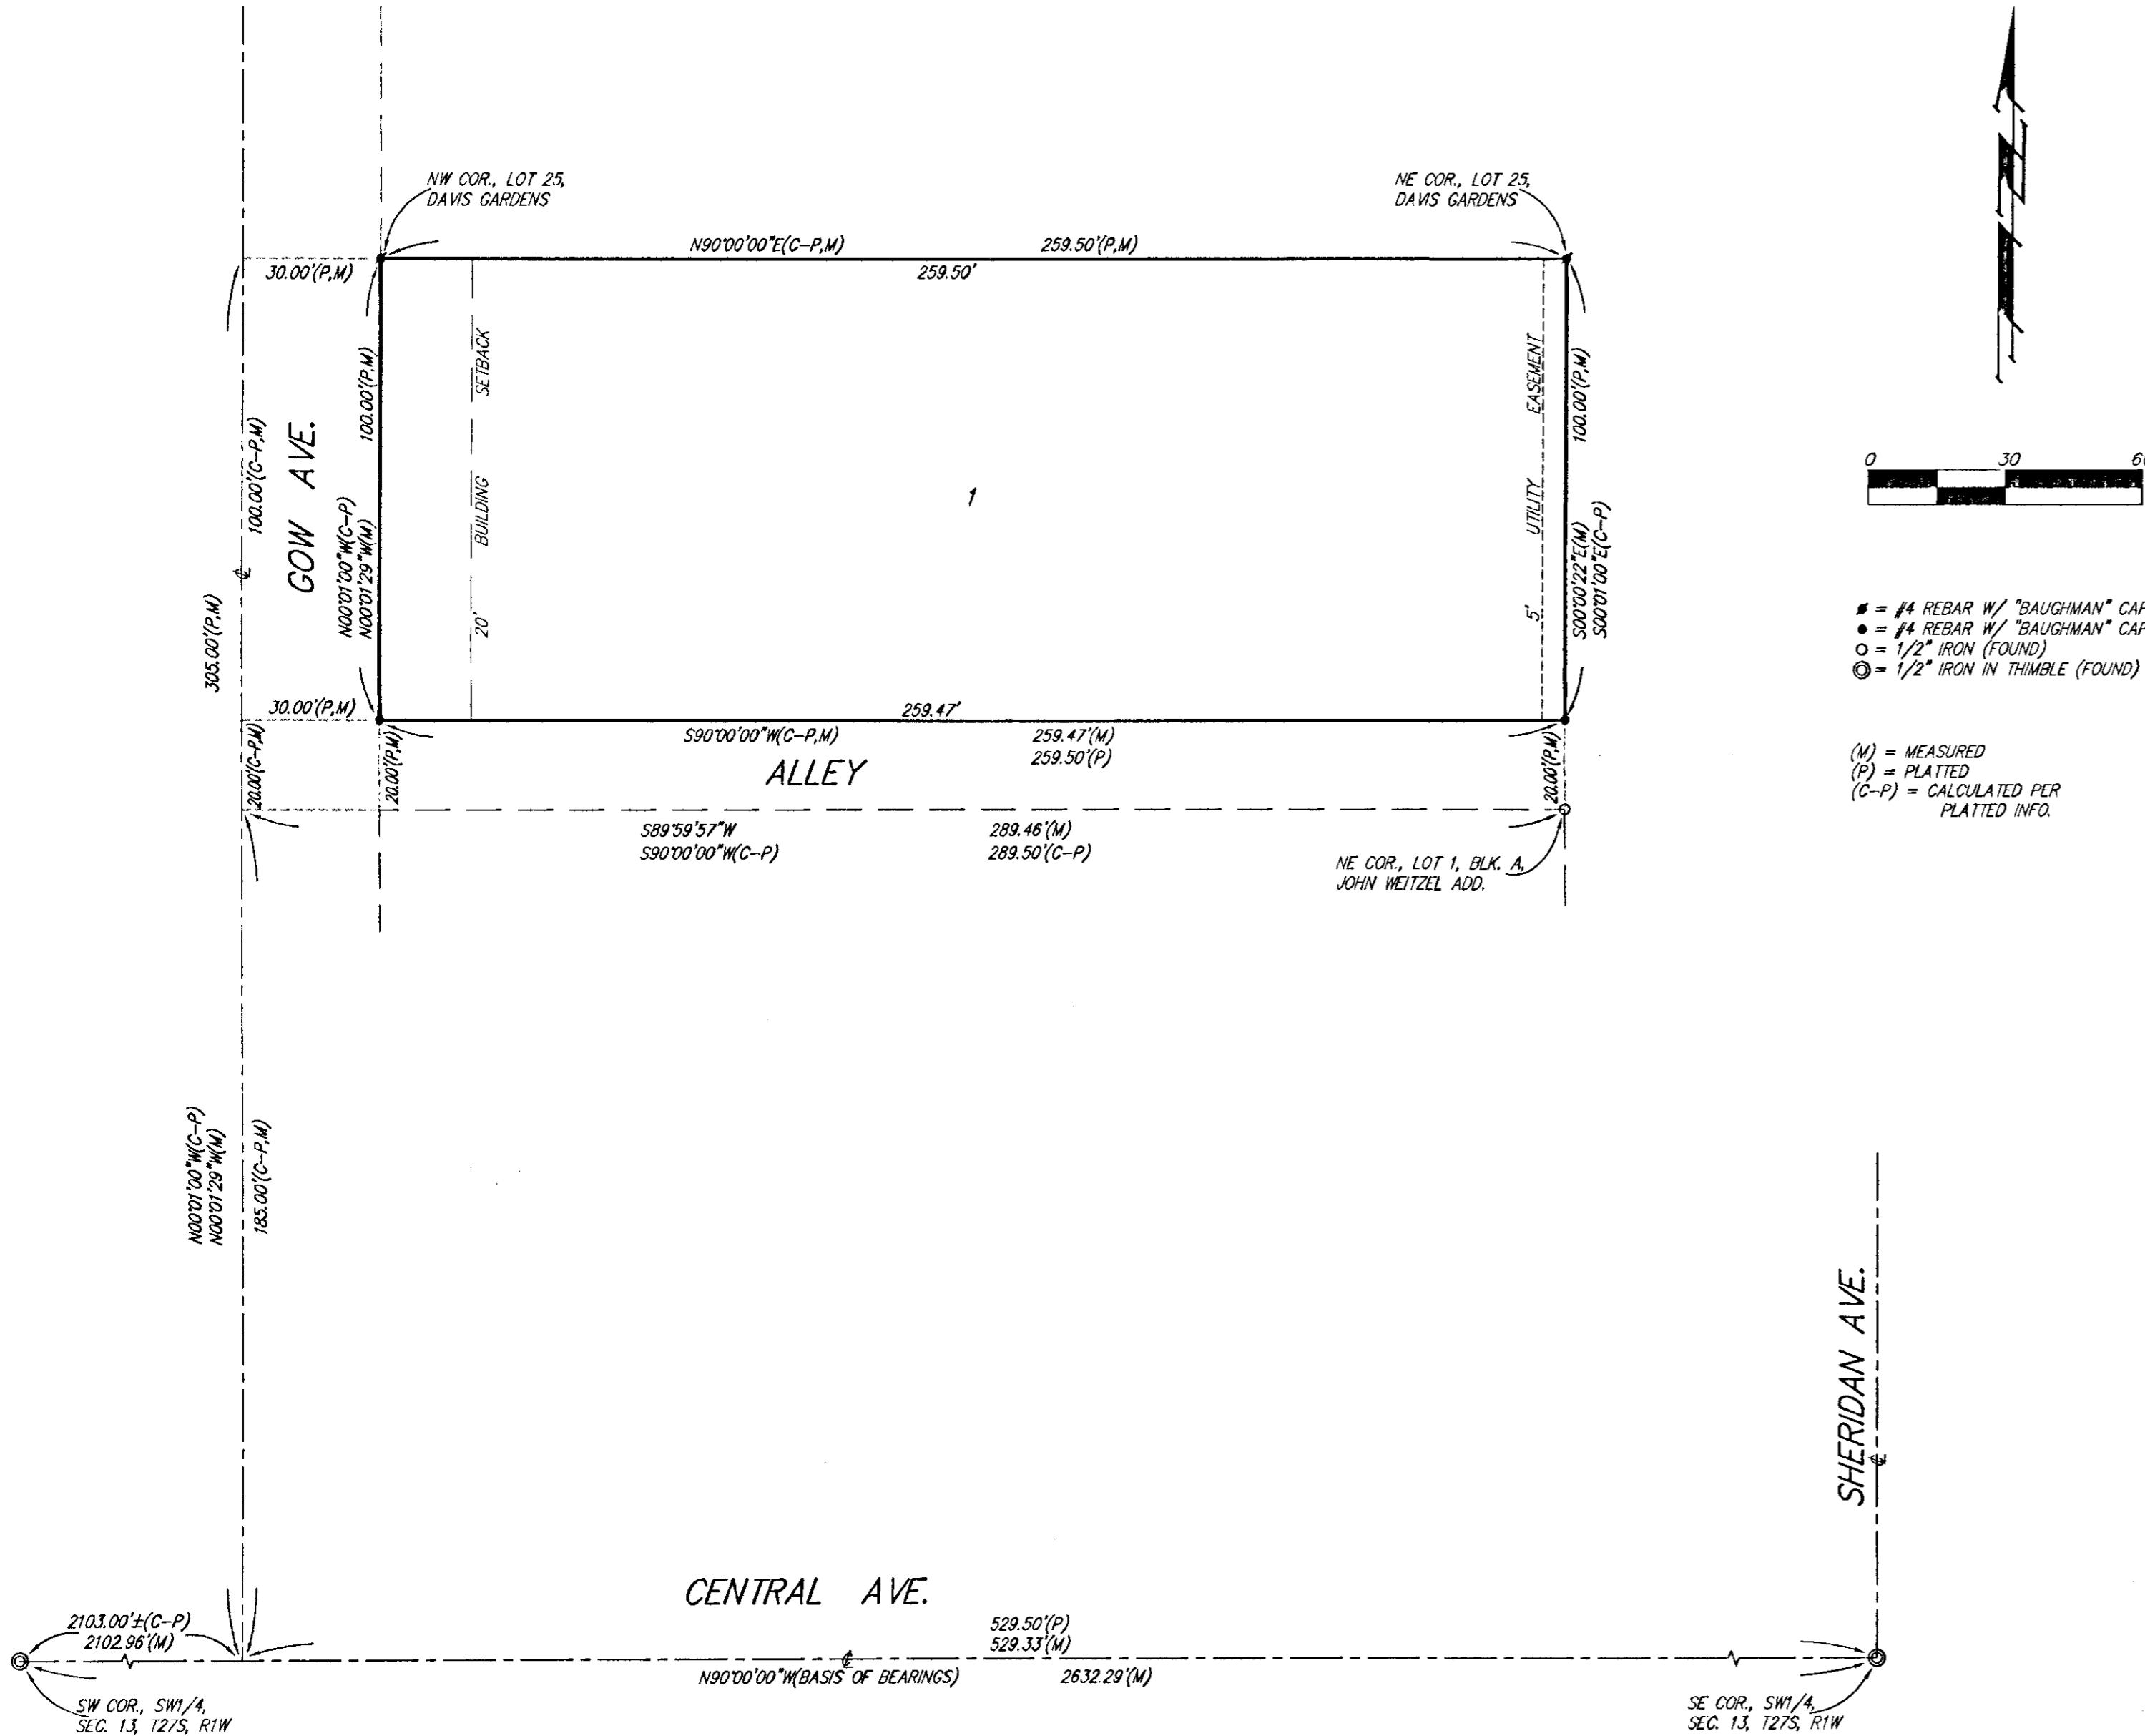 NW COR., LOT 25,
DAVIS GARDENS
NE COR., LOT 25,
DAVIS GARDENS
N90°00'00"E(C-P,M)
259.50'(P,M)
30.00'(P,M)
259.50'
100.00'(C-P,M)
GOW AVE.
100.00'(P,M)
N00°01'00"W(C-P)
N00°01'29"W(M)
20' BUILDING SETBACK
1
5' UTILITY EASEMENT
100.00'(P,M)
S00°00'22"E(M)
S00°01'00"E(C-P)
0 30
305.00'(P,M)
= #4 REBAR W/ "BAUGHMAN" CAP
= #4 REBAR W/ "BAUGHMAN" CAP
= 1/2" IRON (FOUND)
= 1/2" IRON IN THIMBLE (FOUND)
30.00'(P,M)
259.47'
S90°00'00"W(C-P,M)
259.47'(M)
259.50'(P)
20.00'(C-P,M)
20.00'(P,M)
ALLEY
20.00'(P,M)
(M) = MEASURED
(P) = PLATTED
(C-P) = CALCULATED PER
PLATTED INFO.
S89°59'57"W
289.46'(M)
S90°00'00"W(C-P)
289.50'(C-P)
NE COR., LOT 1, BLK. A,
JOHN WEITZEL ADD.
N00°01'00"W(C-P)
N00°01'29"W(M)
185.00'(C-P,M)
SHERIDAN AVE.
CENTRAL AVE.
2103.00'±(C-P)
2102.96'(M)
529.50'(P)
529.33'(M)
N90°00'00"W(BASIS OF BEARINGS)
2632.29'(M)
SW COR., SW1/4,
SEC. 13, T27S, R1W
SE COR., SW1/4,
SEC. 13, T27S, R1W